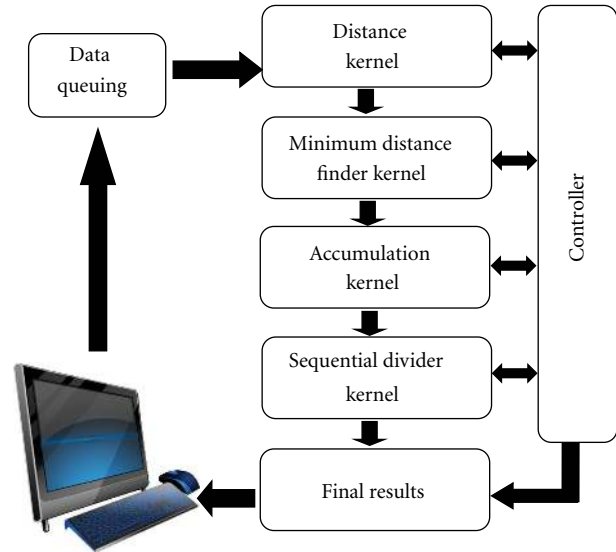 Data
queuing
Distance
kernel
Minimum distance
finder kernel
Accumulation
kernel
Sequential divider
kernel
Final results
Controller